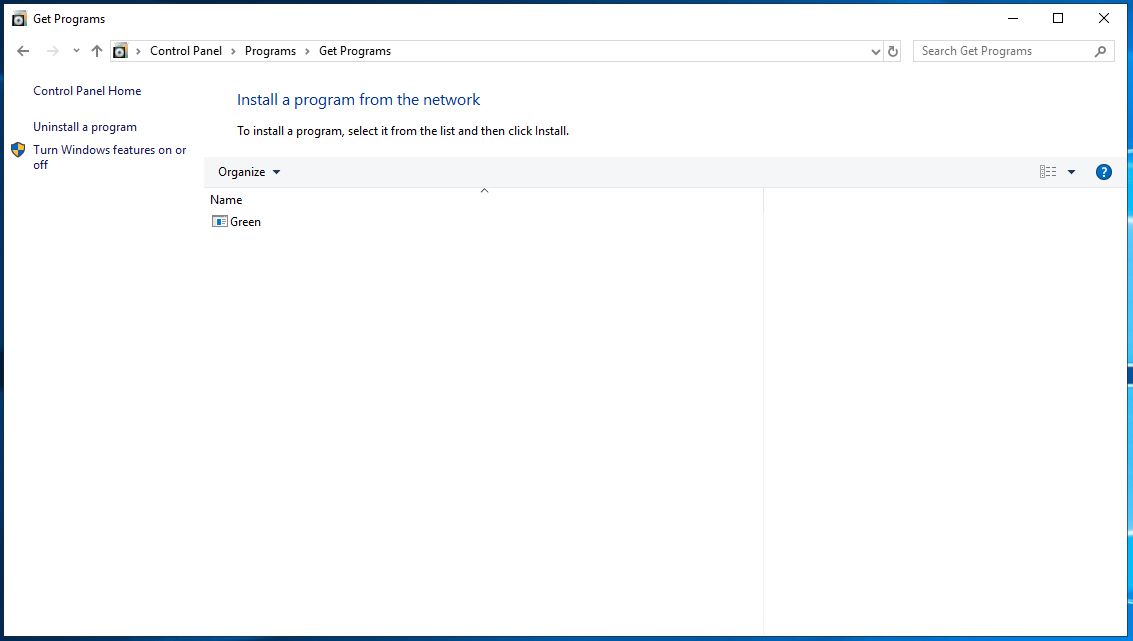 Get Programs
Control Panel > Programs > Get Programs
Search Get Programs
Control Panel Home
Uninstall a program
Turn Windows features on or
off
Install a program from the network
To install a program, select it from the list and then click Install.
Organize
?
Name
Green